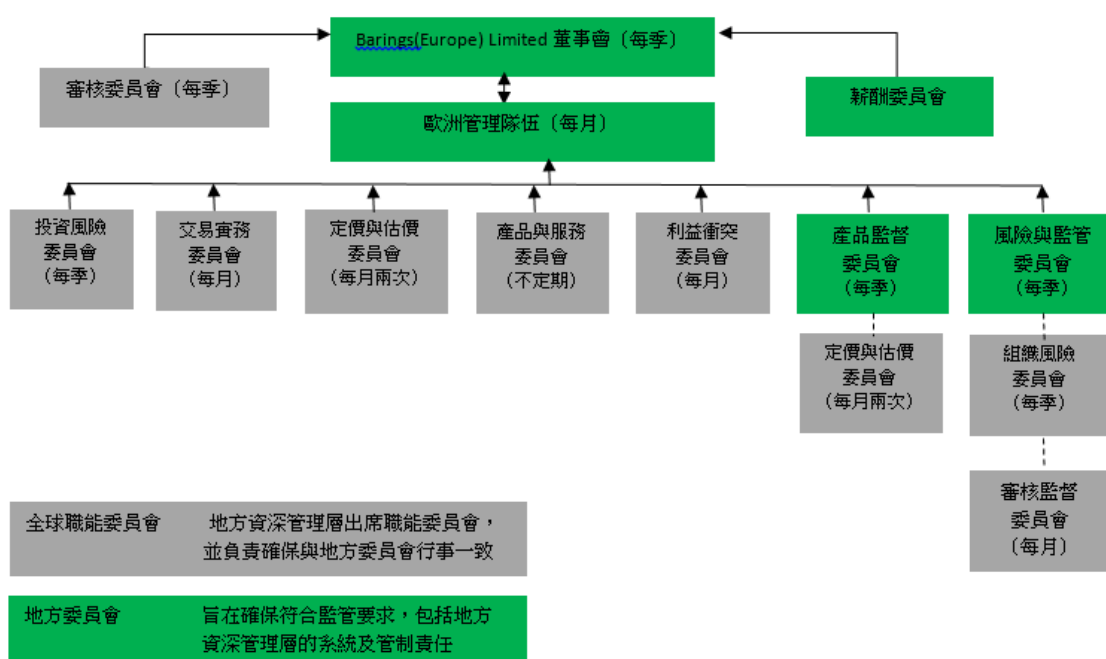 Barings(Europe) Limited 董事會（每季）
審核委員會（每季）
薪酬委員會
歐洲管理隊伍（每月）
投資風險
委員會
(每季)
交易實務
委員會
(每月)
定價與估價
委員會
(每月兩次)
產品與服務
委員會
(不定期)
利益衝突
委員會
(每月)
產品監督
委員會
(每季)
風險與監管
委員會
(每季)
定價與估價
委員會
(每月兩次)
組織風險
委員會
(每季)
審核監督
委員會
（每月）
全球職能委員會 地方資深管理層出席職能委員會，
並負責確保與地方委員會行事一致
地方委員會 旨在確保符合監管要求，包括地方
資深管理層的系統及管制責任